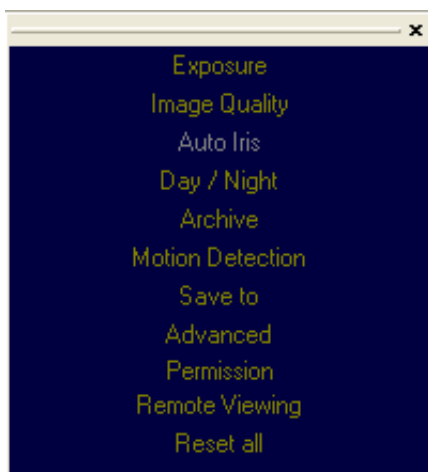 Exposure
Image Quality
Auto Iris
Day / Night
Archive
Motion Detection
Save to
Advanced
Permission
Remote Viewing
Reset all